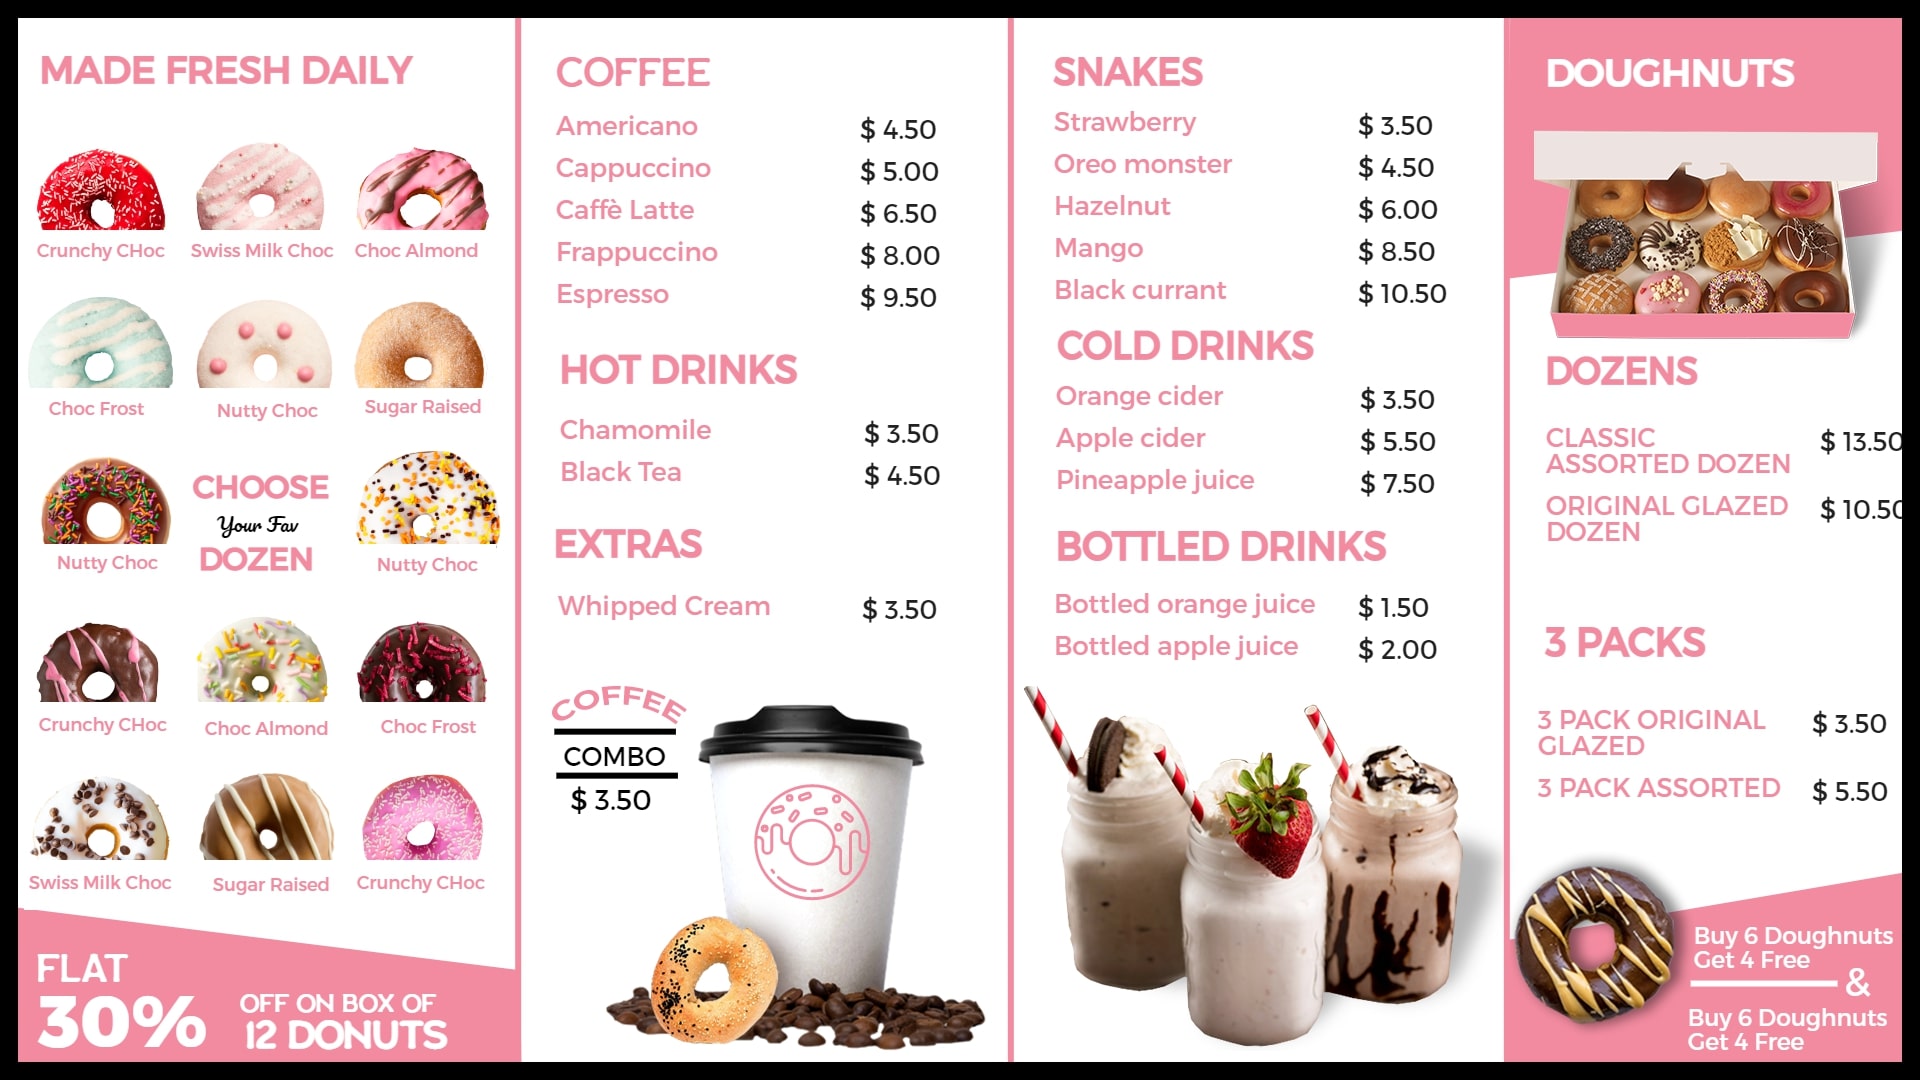 MADE FRESH DAILY
Crunchy CHoc
Swiss Milk Choc
Choc Almond
Choc Frost
Nutty Choc
Sugar Raised
Nutty Choc
CHOOSE
Your Fav
DOZEN
Nutty Choc
Crunchy CHoc
Choc Almond
Choc Frost
Swiss Milk Choc
Sugar Raised
Crunchy CHoc
FLAT
30%
OFF ON BOX OF
12 DONUTS
COFFEE
Americano $ 4.50
Cappuccino $ 5.00
Caffè Latte $ 6.50
Frappuccino $ 8.00
Espresso $ 9.50
HOT DRINKS
Chamomile $ 3.50
Black Tea $ 4.50
EXTRAS
Whipped Cream $ 3.50
COFFEE
COMBO
$ 3.50
SNAKES
Strawberry $ 3.50
Oreo monster $ 4.50
Hazelnut $ 6.00
Mango $ 8.50
Black currant $ 10.50
COLD DRINKS
Orange cider $ 3.50
Apple cider $ 5.50
Pineapple juice $ 7.50
BOTTLED DRINKS
Bottled orange juice $ 1.50
Bottled apple juice $ 2.00
DOUGHNUTS
DOZENS
CLASSIC $ 13.50
ASSORTED DOZEN
ORIGINAL GLAZED $ 10.50
DOZEN
3 PACKS
3 PACK ORIGINAL $ 3.50
GLAZED
3 PACK ASSORTED $ 5.50
Buy 6 Doughnuts
Get 4 Free
&
Buy 6 Doughnuts
Get 4 Free